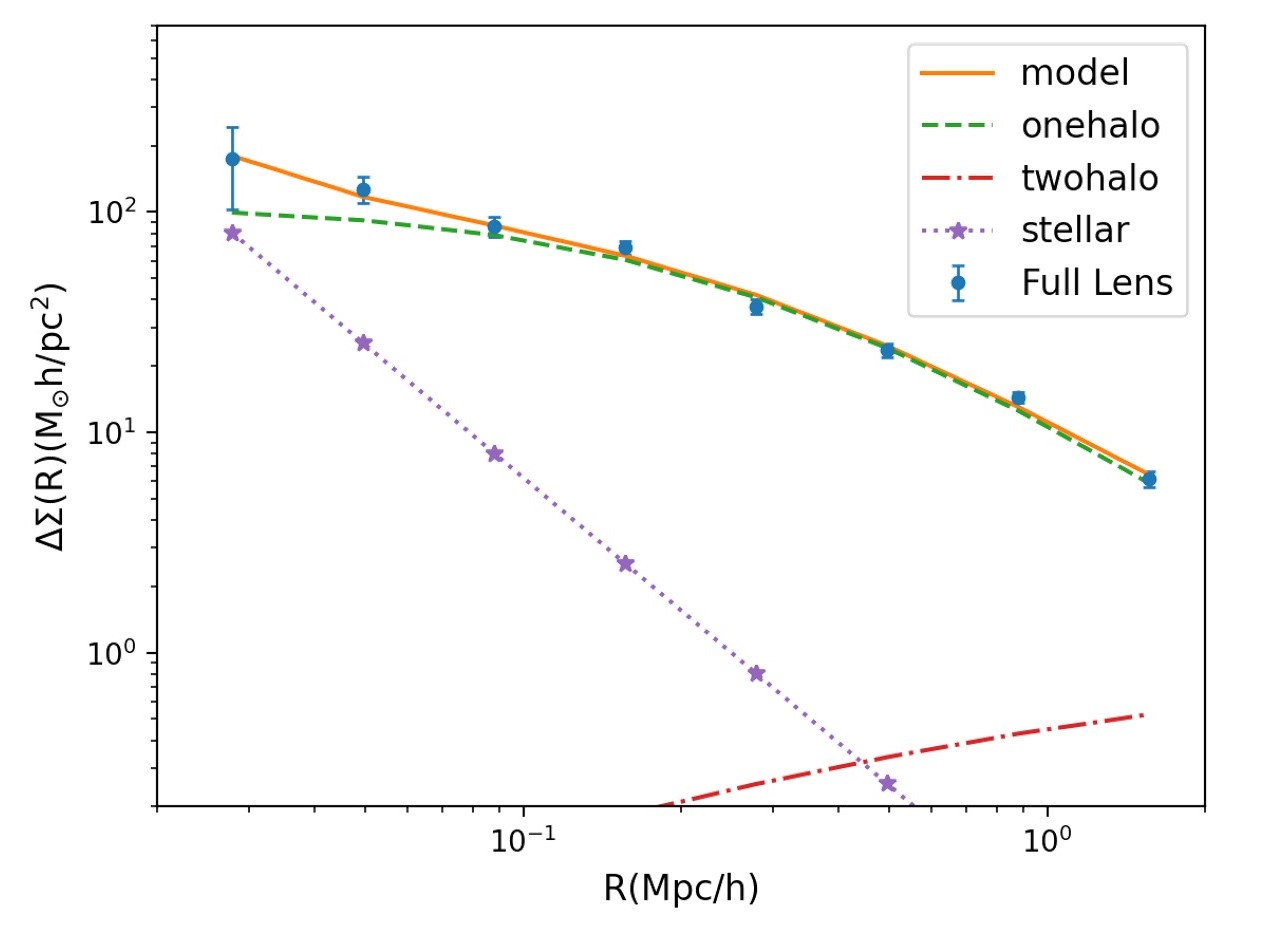 model
onehalo
twohalo
stellar
Full Lens
10²
10¹
10⁰
ΔΣ(R)(M⊙h/pc²)
10⁻¹
10⁰
R(Mpc/h)